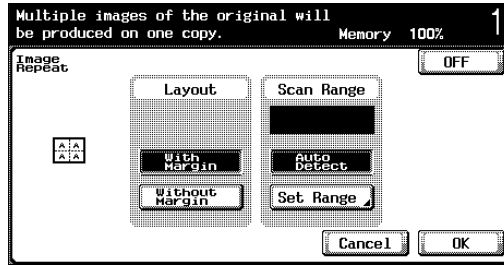 Multiple images of the original will
be produced on one copy. Memory 100% 1
Image
Repeat
OFF
Layout Scan Range
A A
A A
With
Margin
Auto
Detect
Without
Margin
Set Range
Cancel OK